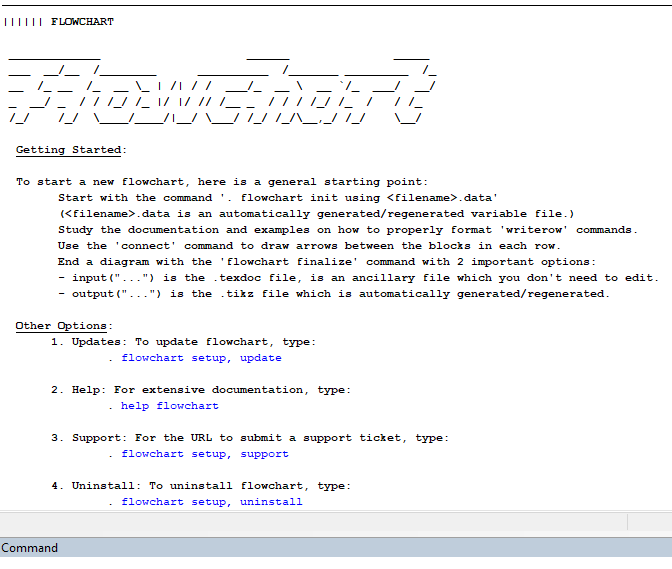 |||||| FLOWCHART
Flowchart
Getting Started:
To start a new flowchart, here is a general starting point:
Start with the command '. flowchart init using <filename>.data'
(<filename>.data is an automatically generated/regenerated variable file.)
Study the documentation and examples on how to properly format 'writerow' commands.
Use the 'connect' command to draw arrows between the blocks in each row.
End a diagram with the 'flowchart finalize' command with 2 important options:
- input("...") is the .texdoc file, is an ancillary file which you don't need to edit.
- output("...") is the .tikz file which is automatically generated/regenerated.
Other Options:
1. Updates: To update flowchart, type:
. flowchart setup, update
2. Help: For extensive documentation, type:
. help flowchart
3. Support: For the URL to submit a support ticket, type:
. flowchart setup, support
4. Uninstall: To uninstall flowchart, type:
. flowchart setup, uninstall
Command